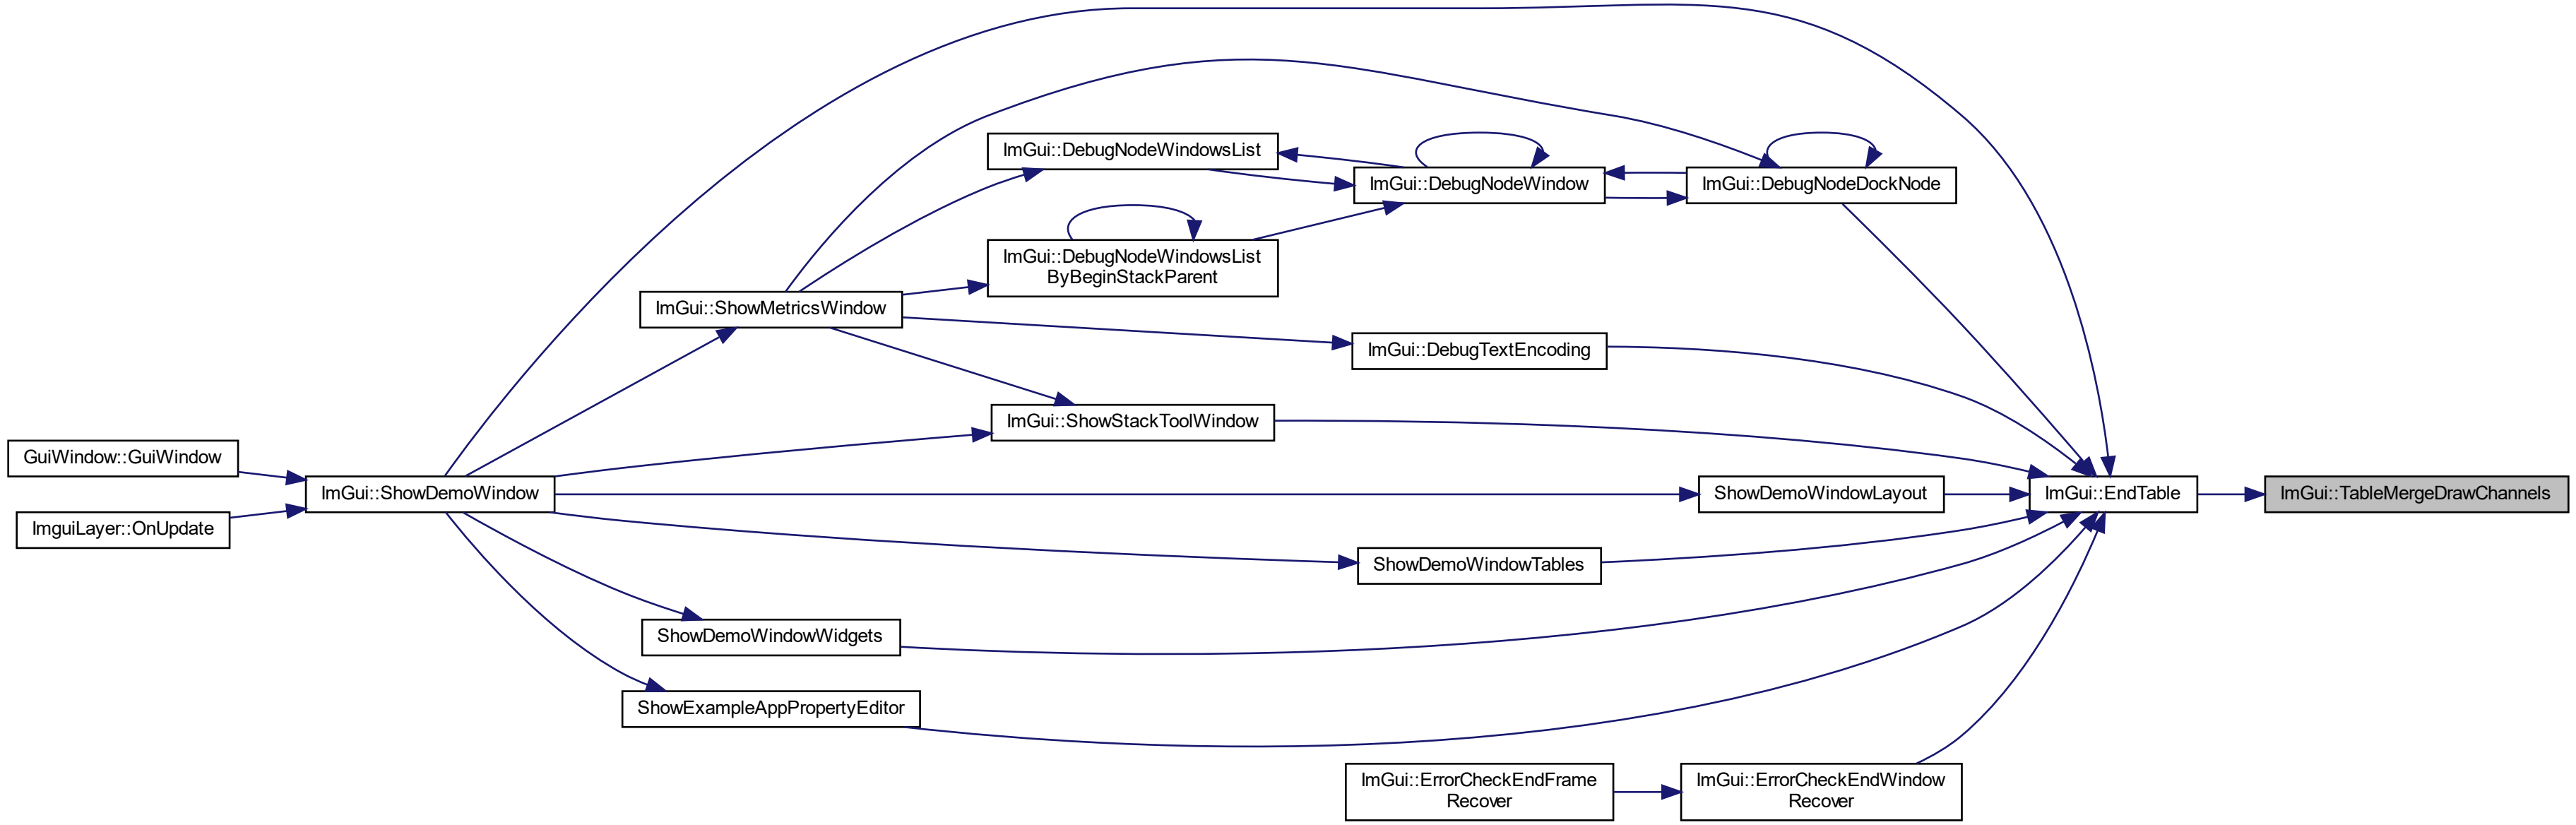 ImGui::DebugNodeWindowsList
ImGui::DebugNodeWindow
ImGui::DebugNodeDockNode
ImGui::DebugNodeWindowsList
ByBeginStackParent
ImGui::ShowMetricsWindow
ImGui::DebugTextEncoding
ImGui::ShowStackToolWindow
GuiWindow::GuiWindow
ImGui::ShowDemoWindow
ShowDemoWindowLayout
ImGui::EndTable
ImGui::TableMergeDrawChannels
ImguiLayer::OnUpdate
ShowDemoWindowTables
ShowDemoWindowWidgets
ShowExampleAppPropertyEditor
ImGui::ErrorCheckEndFrame
Recover
ImGui::ErrorCheckEndWindow
Recover